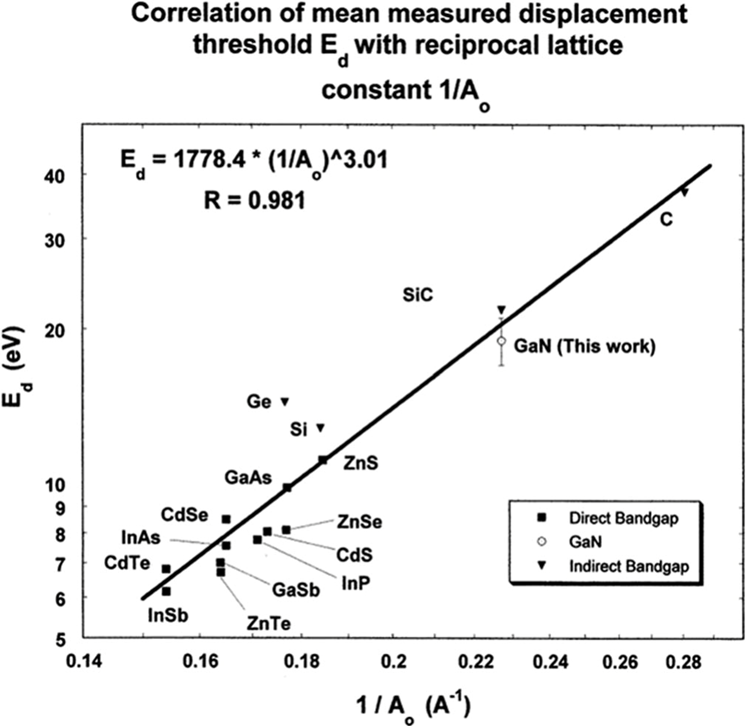 Correlation of mean measured displacement
threshold E_d with reciprocal lattice
constant 1/A_o
E_d = 1778.4 * (1/A_o)^3.01
R = 0.981
40
30
20
10
9
8
7
6
5
E_d (eV)
C
SiC
GaN (This work)
Ge
Si
ZnS
GaAs
CdSe
ZnSe
InAs
CdS
CdTe
InP
GaSb
InSb
ZnTe
Direct Bandgap
GaN
Indirect Bandgap
0.14 0.16 0.18 0.2 0.22 0.24 0.26 0.28
1 / A_o (A^-1)